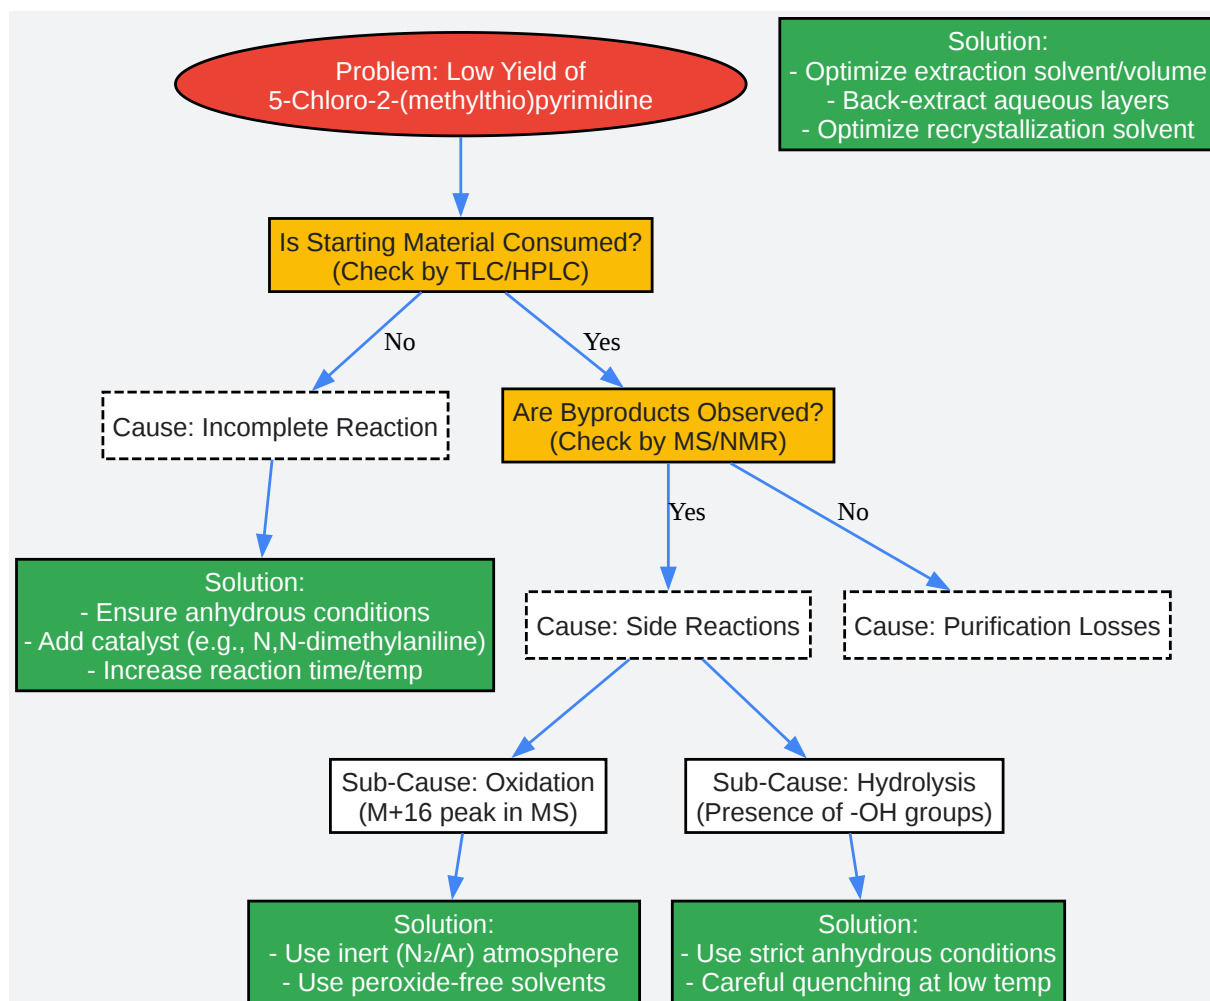 Problem: Low Yield of
5-Chloro-2-(methylthio)pyrimidine
Solution:
- Optimize extraction solvent/volume
- Back-extract aqueous layers
- Optimize recrystallization solvent
Is Starting Material Consumed?
(Check by TLC/HPLC)
No
Yes
Cause: Incomplete Reaction
Are Byproducts Observed?
(Check by MS/NMR)
Yes
No
Solution:
- Ensure anhydrous conditions
- Add catalyst (e.g., N,N-dimethylaniline)
- Increase reaction time/temp
Cause: Side Reactions
Cause: Purification Losses
Sub-Cause: Oxidation
(M+16 peak in MS)
Sub-Cause: Hydrolysis
(Presence of -OH groups)
Solution:
- Use inert (N₂/Ar) atmosphere
- Use peroxide-free solvents
Solution:
- Use strict anhydrous conditions
- Careful quenching at low temp